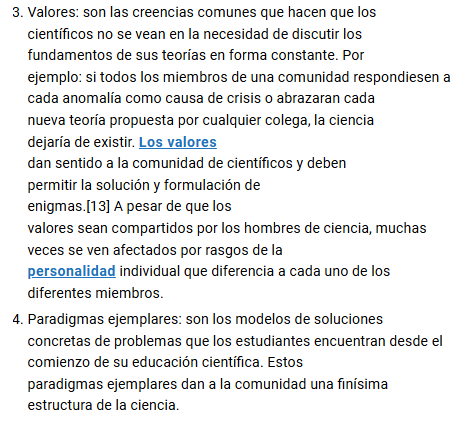 3. Valores: son las creencias comunes que hacen que los
científicos no se vean en la necesidad de discutir los
fundamentos de sus teorías en forma constante. Por
ejemplo: si todos los miembros de una comunidad respondiesen a
cada anomalía como causa de crisis o abrazaran cada
nueva teoría propuesta por cualquier colega, la ciencia
dejaría de existir. Los valores
dan sentido a la comunidad de científicos y deben
permitir la solución y formulación de
enigmas.[13] A pesar de que los
valores sean compartidos por los hombres de ciencia, muchas
veces se ven afectados por rasgos de la
personalidad individual que diferencia a cada uno de los
diferentes miembros.
4. Paradigmas ejemplares: son los modelos de soluciones
concretas de problemas que los estudiantes encuentran desde el
comienzo de su educación científica. Estos
paradigmas ejemplares dan a la comunidad una finísima
estructura de la ciencia.